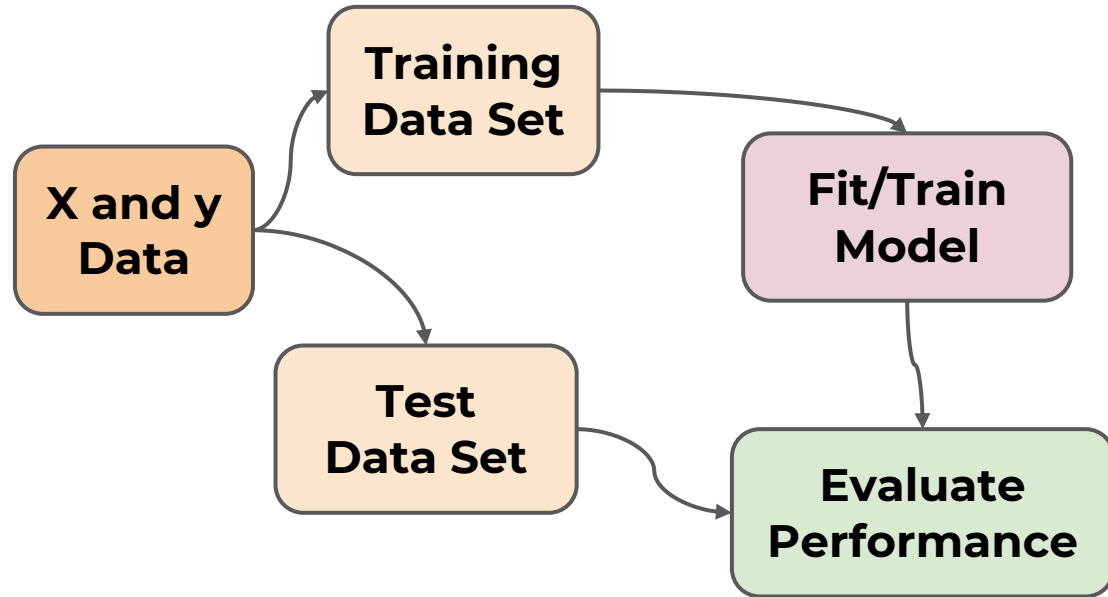 Training
Data Set
X and y
Data
Fit/Train
Model
Test
Data Set
Evaluate
Performance